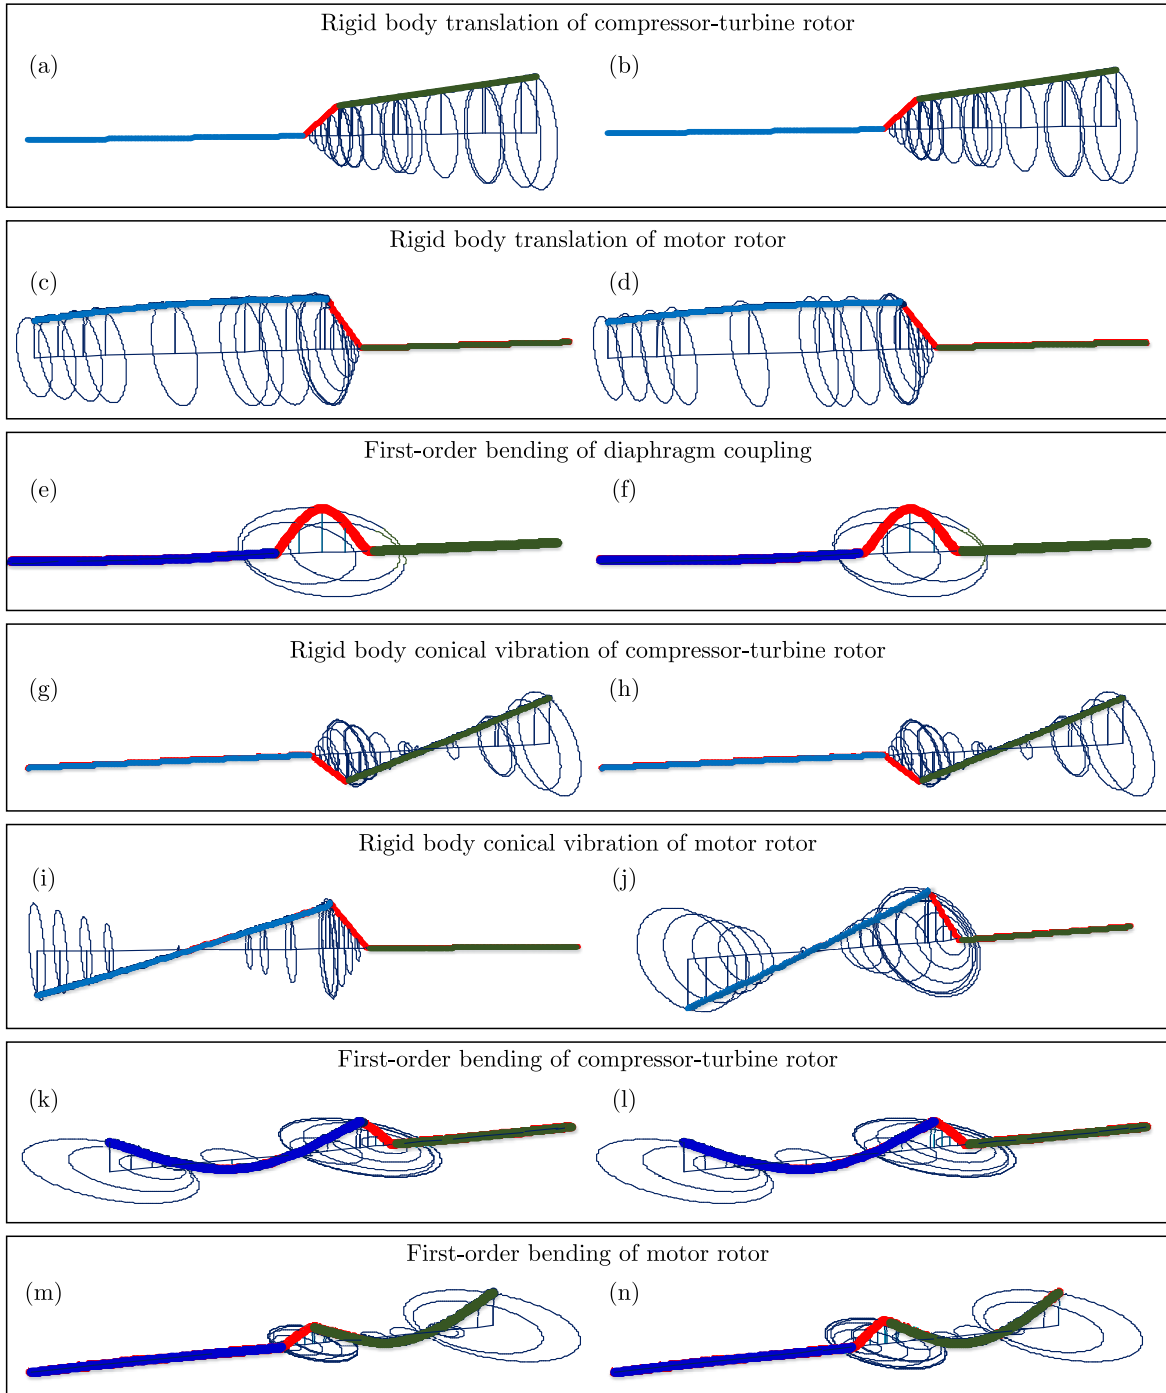 Rigid body translation of compressor-turbine rotor
(a) (b)
Rigid body translation of motor rotor
(c) (d)
First-order bending of diaphragm coupling
(e) (f)
Rigid body conical vibration of compressor-turbine rotor
(g) (h)
Rigid body conical vibration of motor rotor
(i) (j)
First-order bending of compressor-turbine rotor
(k) (l)
First-order bending of motor rotor
(m) (n)